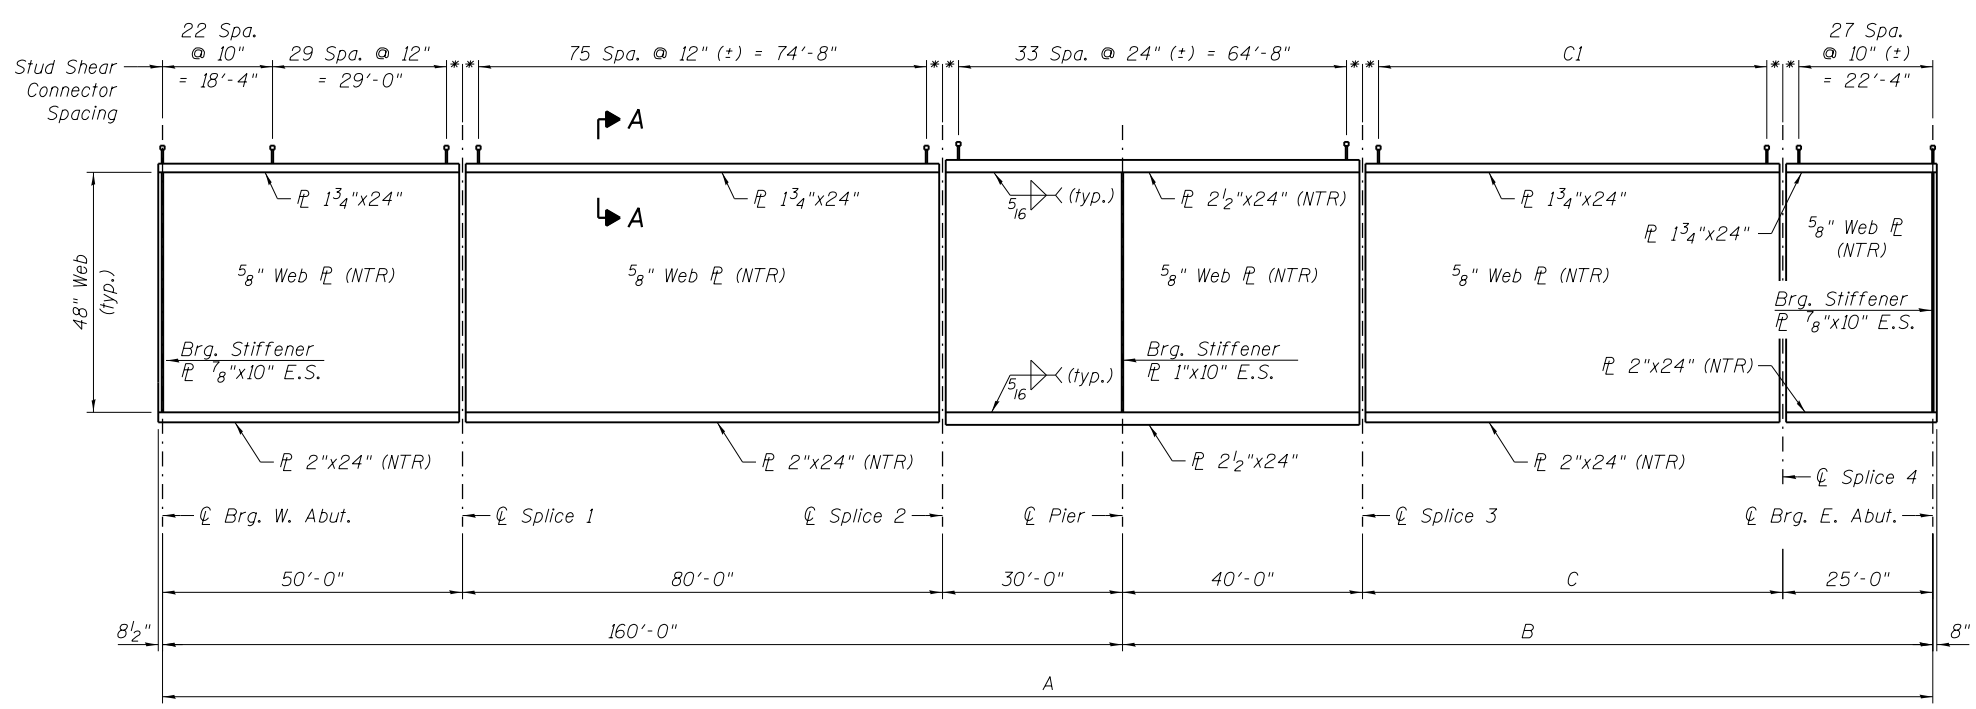 22 Spa.
@ 10"
= 18'-4"
29 Spa. @ 12"
= 29'-0"
* *
75 Spa. @ 12" (±) = 74'-8"
* *
33 Spa. @ 24" (±) = 64'-8"
* *
C1
* *
27 Spa.
@ 10" (±)
= 22'-4"
Stud Shear
Connector
Spacing
A
A
℄ 1¾"x24"
℄ 1¾"x24"
5/16
(typ.)
℄ 2½"x24" (NTR)
℄ 1¾"x24"
℄ 1¾"x24"
⅝" Web ℄
(NTR)
48" Web
(typ.)
⅝" Web ℄ (NTR)
⅝" Web ℄ (NTR)
⅝" Web ℄ (NTR)
⅝" Web ℄ (NTR)
Brg. Stiffener
℄ ⅞"x10" E.S.
Brg. Stiffener
℄ ⅞"x10" E.S.
5/16
(typ.)
Brg. Stiffener
℄ 1"x10" E.S.
℄ 2"x24" (NTR)
℄ 2"x24" (NTR)
℄ 2"x24" (NTR)
℄ 2½"x24"
℄ 2"x24" (NTR)
℄ Splice 4
℄ Brg. W. Abut.
℄ Splice 1
℄ Splice 2
℄ Pier
℄ Splice 3
℄ Brg. E. Abut.
50'-0"
80'-0"
30'-0"
40'-0"
C
25'-0"
8½"
160'-0"
B
8"
A